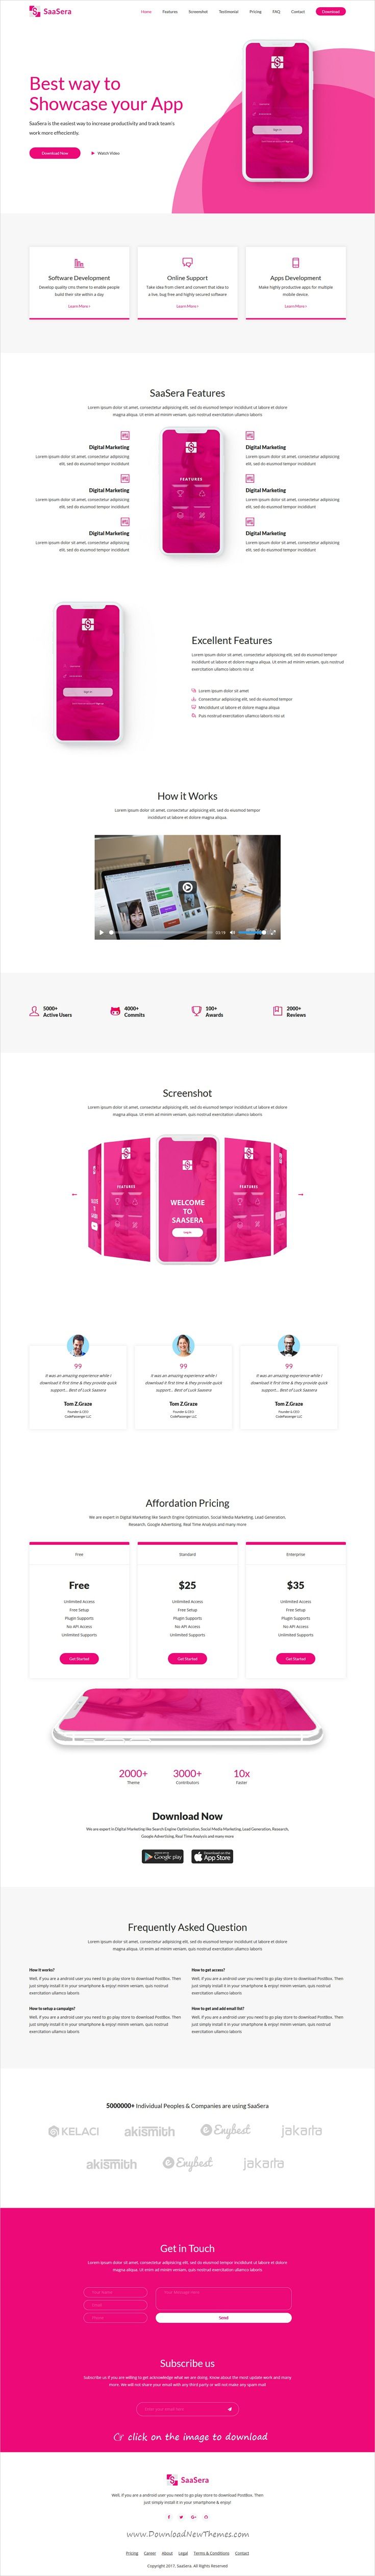 SaaSera
Home Features Screenshot Testimonial Pricing FAQ Contact Download
Best way to
Showcase your App
SaaSera is the easiest way to increase productivity and track team's
work more effieciently.
Download Now Watch Video
Sign in
Software Development
Develop quality cms theme to enable people
build their site within a day
Learn More
Online Support
Take idea from client and convert that idea to
a live. bug free and highly secured software
Learn More
Apps Development
Make highly productive apps for multiple
mobile device.
Learn More
SaaSera Features
Lorem ipsum dolor sit amet, consectetur adipiscing elit, sed do eiusmod tempor incididunt ut labore et dolore
magna aliqua. Ut enim ad minim veniam, quis nostrud exercitation ullamco laboris
Digital Marketing
Lorem ipsum dolor sit amet, consectetur adipiscing
elit, sed do eiusmod tempor incididunt
Digital Marketing
Lorem ipsum dolor sit amet, consectetur adipiscing
elit, sed do eiusmod tempor incididunt
Digital Marketing
Lorem ipsum dolor sit amet, consectetur adipiscing
elit, sed do eiusmod tempor incididunt
FEATURES
Digital Marketing
Lorem ipsum dolor sit amet, consectetur adipiscing
elit, sed do eiusmod tempor incididunt
Digital Marketing
Lorem ipsum dolor sit amet, consectetur adipiscing
elit, sed do eiusmod tempor incididunt
Digital Marketing
Lorem ipsum dolor sit amet, consectetur adipiscing
elit, sed do eiusmod tempor incididunt
Sign in
Excellent Features
Lorem ipsum dolor sit amet, consectetur adipiscing elit, sed do eiusmod tempor
incididunt ut labore et dolore magna aliqua. Ut enim ad minim veniam, quis nostrud
exercitation ullamco laboris nisi ut
Lorem ipsum dolor sit amet
Consectetur adipiscing elit, sed do eiusmod tempor
Mncididunt ut labore et dolore magna aliqua
Puis nostrud exercitation ullamco laboris nisi ut
How it Works
Lorem ipsum dolor sit amet, consectetur adipiscing elit, sed do eiusmod tempor
incididunt ut labore et dolore magna aliqua.
5000+
Active Users
4000+
Commits
100+
Awards
2000+
Reviews
Screenshot
Lorem ipsum dolor sit amet, consectetur adipiscing elit, sed do eiusmod tempor incididunt ut labore et dolore
magna aliqua. Ut enim ad minim veniam, quis nostrud exercitation ullamco laboris
FEATURES
WELCOME
TO
SAASERA
FEATURES
It was an amazing experience while I
download it first time & they provide quick
support... Best of Luck Saasera
Tom Z.Graze
Founder & CEO
CodePassenger LLC
It was an amazing experience while I
download it first time & they provide quick
support... Best of Luck Saasera
Tom Z.Graze
Founder & CEO
CodePassenger LLC
It was an amazing experience while I
download it first time & they provide quick
support... Best of Luck Saasera
Tom Z.Graze
Founder & CEO
CodePassenger LLC
Affordation Pricing
We are expert in Digital Marketing like Search Engine Optimization, Social Media Marketing, Lead Generation,
Research, Google Advertising, Real Time Analysis and many more
Free
Free
Unlimited Access
Free Setup
Plugin Supports
No API Access
Unlimited Supports
Get Started
Standard
$25
Unlimited Access
Free Setup
Plugin Supports
No API Access
Unlimited Supports
Get Started
Enterprise
$35
Unlimited Access
Free Setup
Plugin Supports
No API Access
Unlimited Supports
Get Started
2000+
Theme
3000+
Contributors
10x
Faster
Download Now
We are expert in Digital Marketing like Search Engine Optimization, Social Media Marketing, Lead Generation, Research,
Google Advertising, Real Time Analysis and many more
Google play
App Store
Frequently Asked Question
Lorem ipsum dolor sit amet, consectetur adipiscing elit, sed do eiusmod tempor incididunt ut labore et dolore
magna aliqua. Ut enim ad minim veniam, quis nostrud exercitation ullamco laboris
How it works?
Well, if you are a android user you need to go play store to download PostBox. Then
just simply install it in your smartphone & enjoy! minim veniam, quis nostrud
exercitation ullamco laboris
How to get access?
Well, if you are a android user you need to go play store to download PostBox. Then
just simply install it in your smartphone & enjoy! minim veniam, quis nostrud
exercitation ullamco laboris
How to setup a campaign?
Well, if you are a android user you need to go play store to download PostBox. Then
just simply install it in your smartphone & enjoy! minim veniam, quis nostrud
exercitation ullamco laboris
How to get and add email list?
Well, if you are a android user you need to go play store to download PostBox. Then
just simply install it in your smartphone & enjoy! minim veniam, quis nostrud
exercitation ullamco laboris
5000000+ Individual Peoples & Companies are using SaaSera
KELACI akismith Enybest jakarta
akismith Enybest jakarta
Get in Touch
Lorem ipsum dolor sit amet, consectetur adipiscing elit, sed do eiusmod tempor incididunt ut labore et dolore
magna aliqua. Ut enim ad minim veniam, quis nostrud exercitation ullamco laboris
Send
Subscribe us
Subscribe us if you are willing to get acknowledge what we are doing. Know about the most update work and many
more. We will not share your email with any third party or will not make any spam mail
& click on the image to download
SaaSera
Well, if you are a android user you need to go play store to download PostBox. Then
just simply install it in your smartphone & enjoy!
www.DownloadNewThemes.com
Pricing Career About Legal Terms & Conditions Contact
Copyright 2017, SaaSera. All Rights Reserved